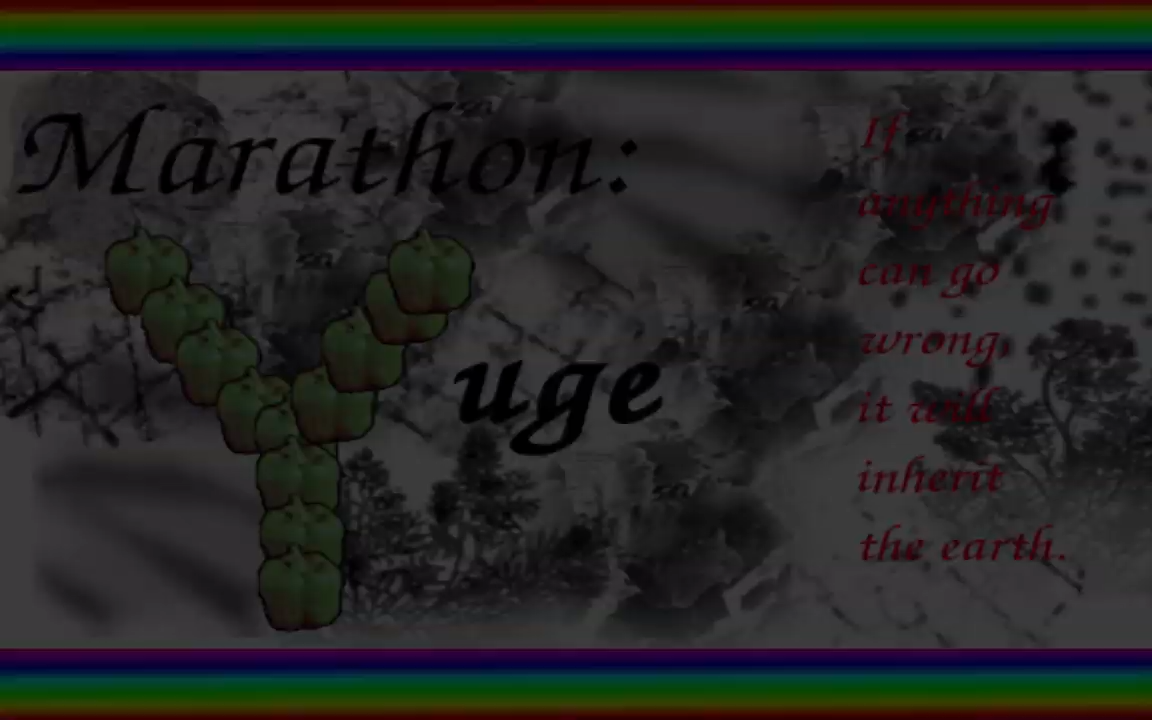 Marathon:
Yuge
If
anything
can go
wrong,
it will
inherit
the earth.